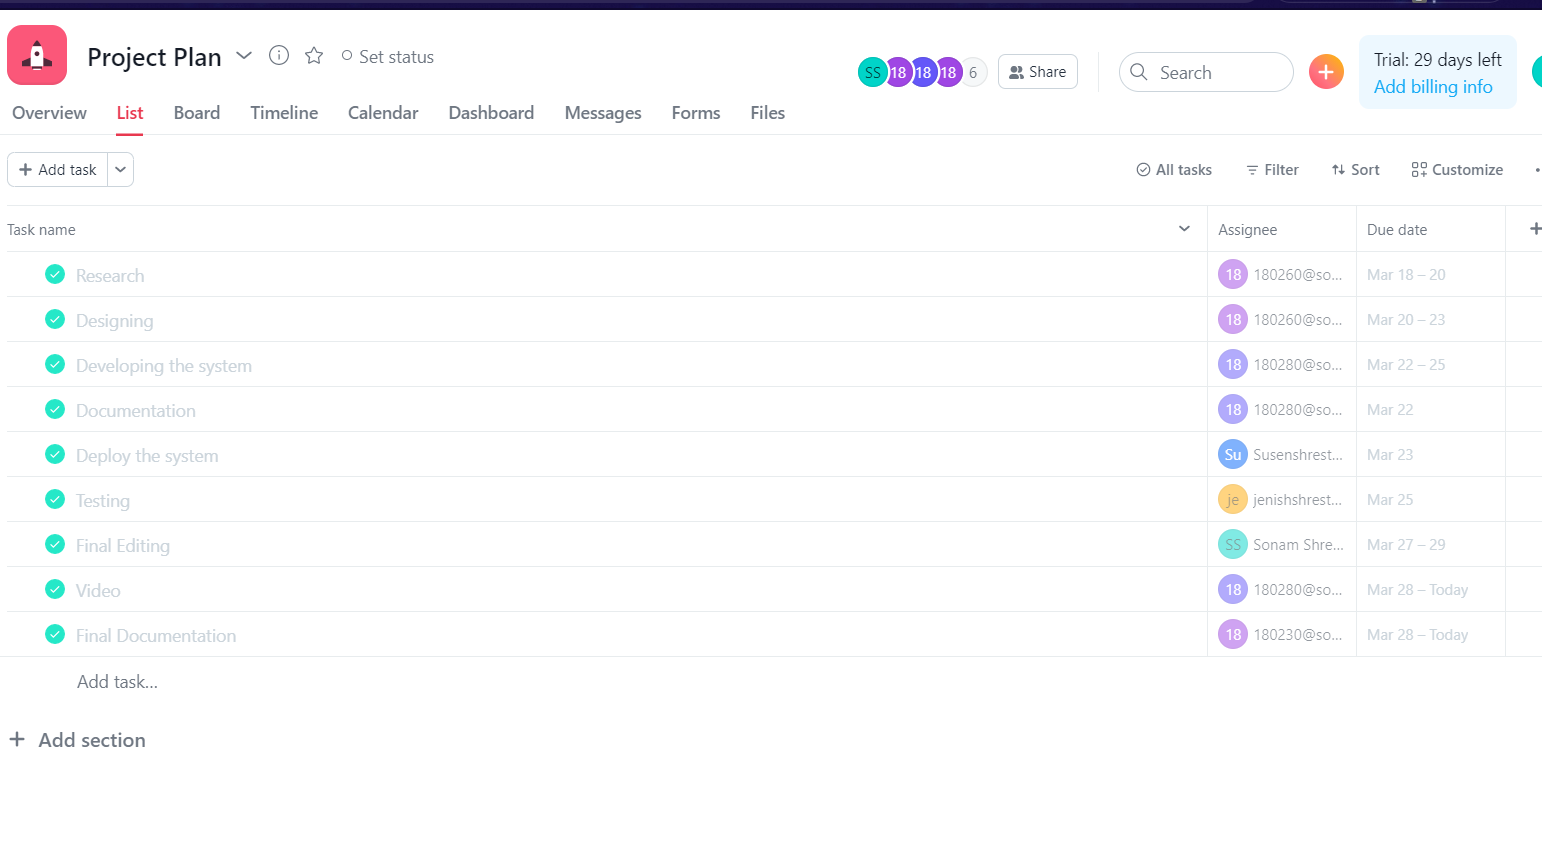 Project Plan
Set status
SS 18 18 18 6
Share
Search
Trial: 29 days left
Add billing info
Overview List Board Timeline Calendar Dashboard Messages Forms Files
Add task
All tasks Filter Sort Customize
Task name Assignee Due date
Research 18 180260@so... Mar 18 – 20
Designing 18 180260@so... Mar 20 – 23
Developing the system 18 180280@so... Mar 22 – 25
Documentation 18 180280@so... Mar 22
Deploy the system Su Susenshrest... Mar 23
Testing je jenishshrest... Mar 25
Final Editing SS Sonam Shre... Mar 27 – 29
Video 18 180280@so... Mar 28 – Today
Final Documentation 18 180230@so... Mar 28 – Today
Add task...
Add section